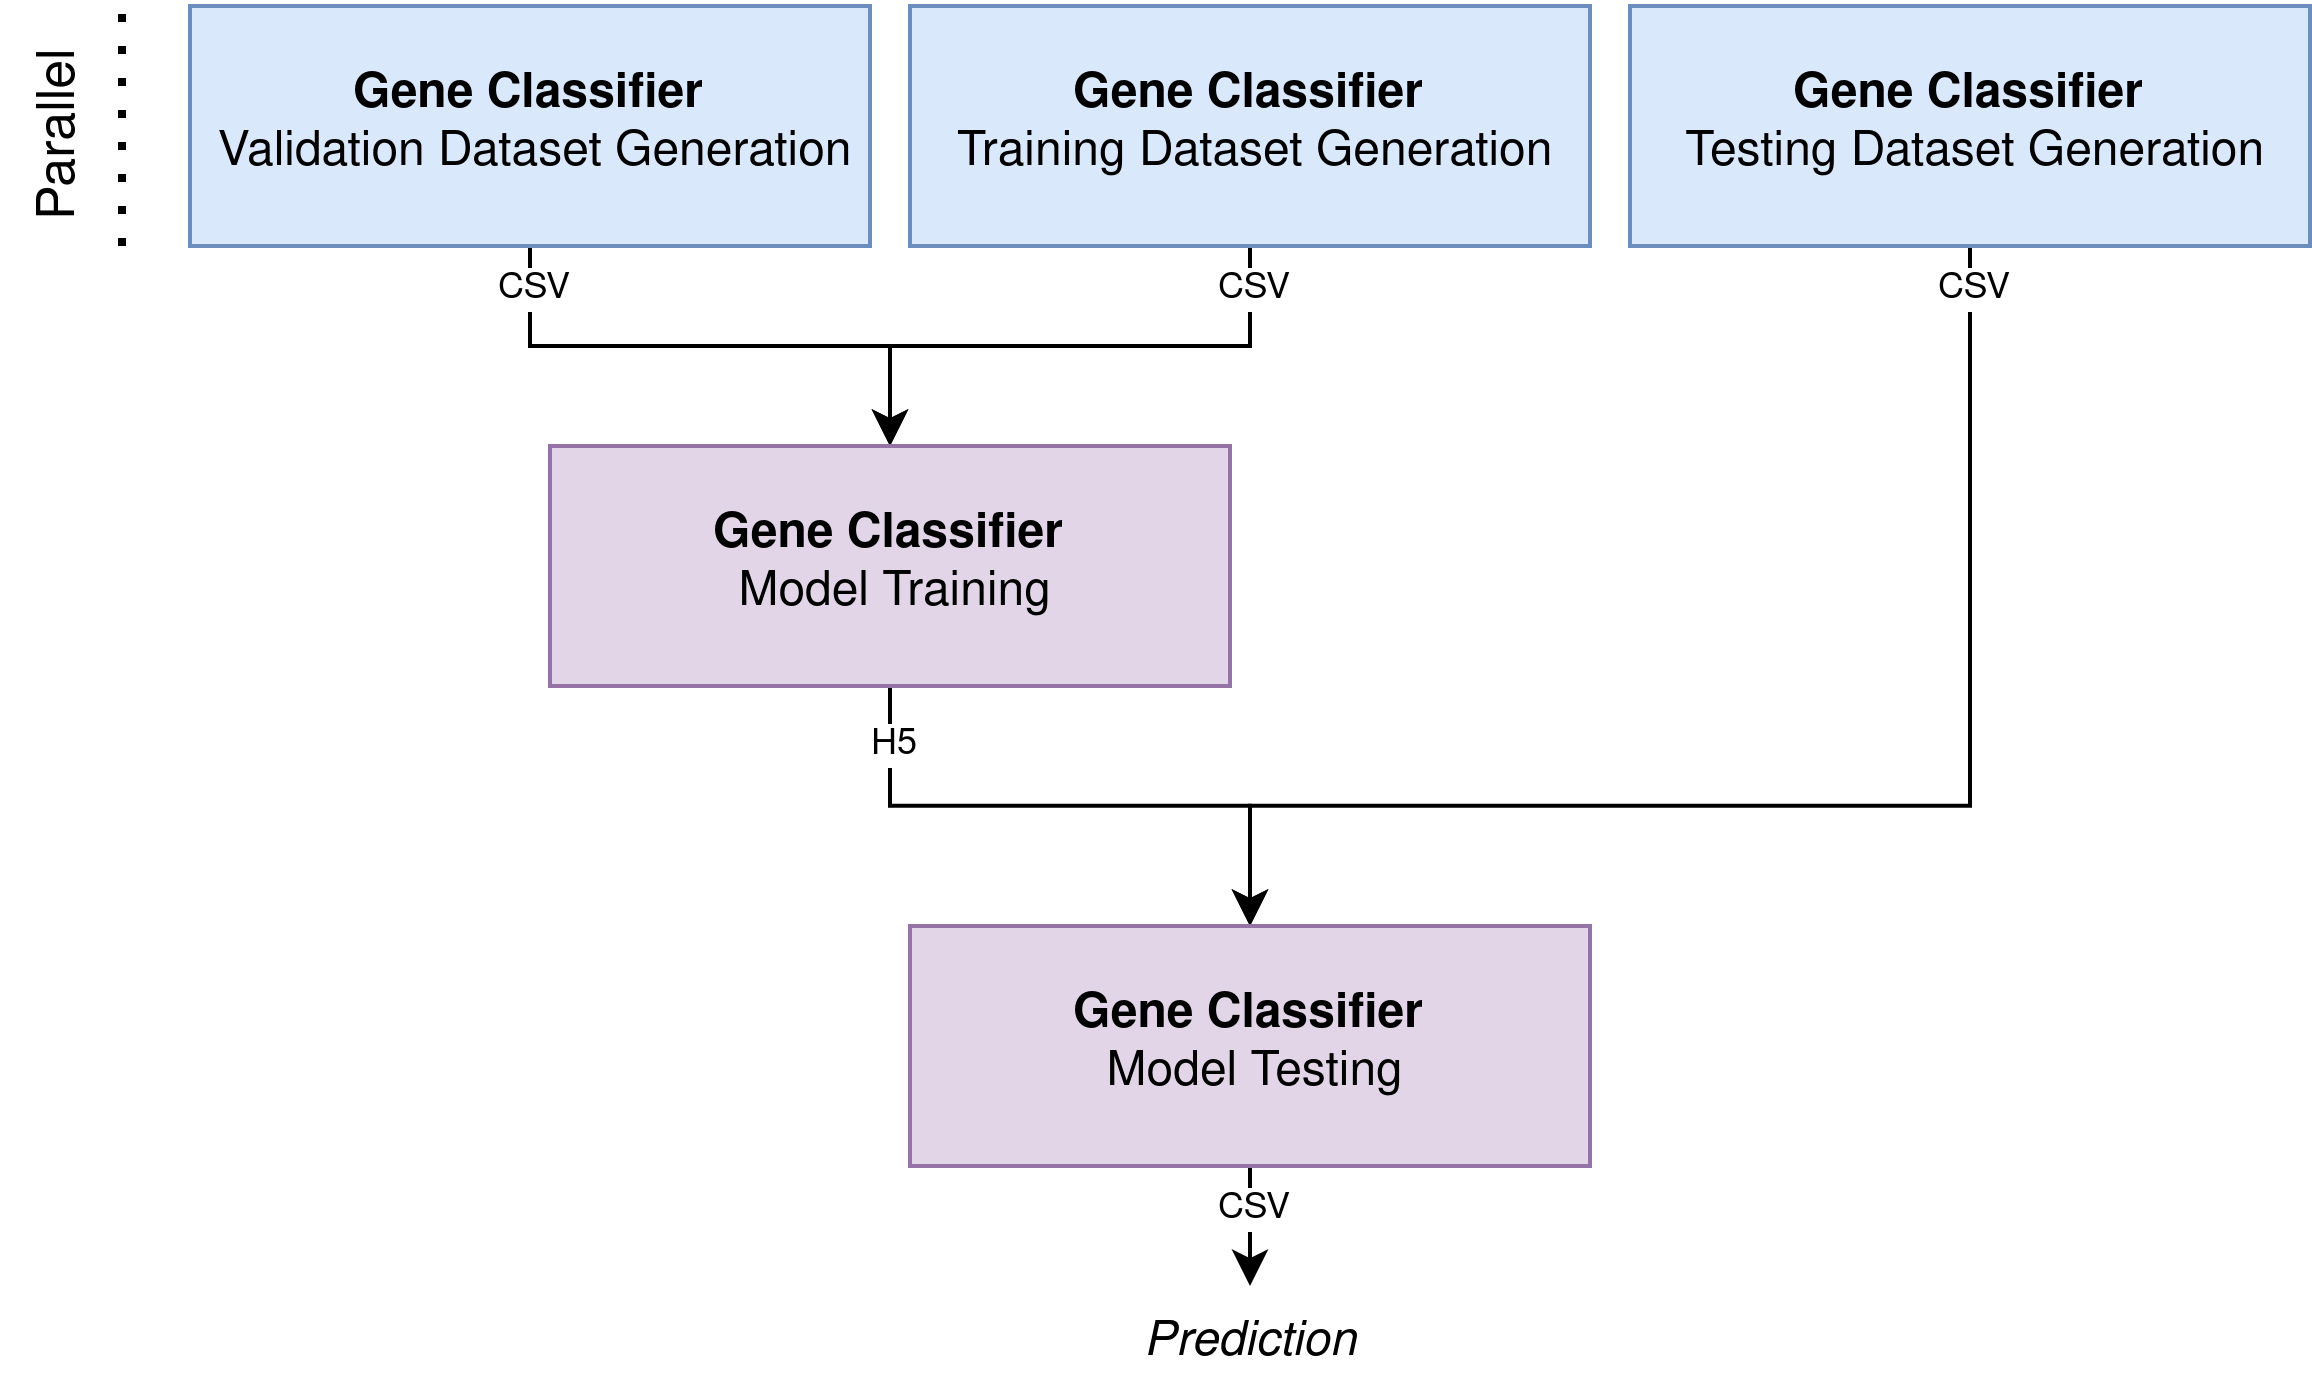 Parallel
Gene Classifier
Validation Dataset Generation
Gene Classifier
Training Dataset Generation
Gene Classifier
Testing Dataset Generation
CSV
CSV
CSV
Gene Classifier
Model Training
H5
Gene Classifier
Model Testing
CSV
Prediction